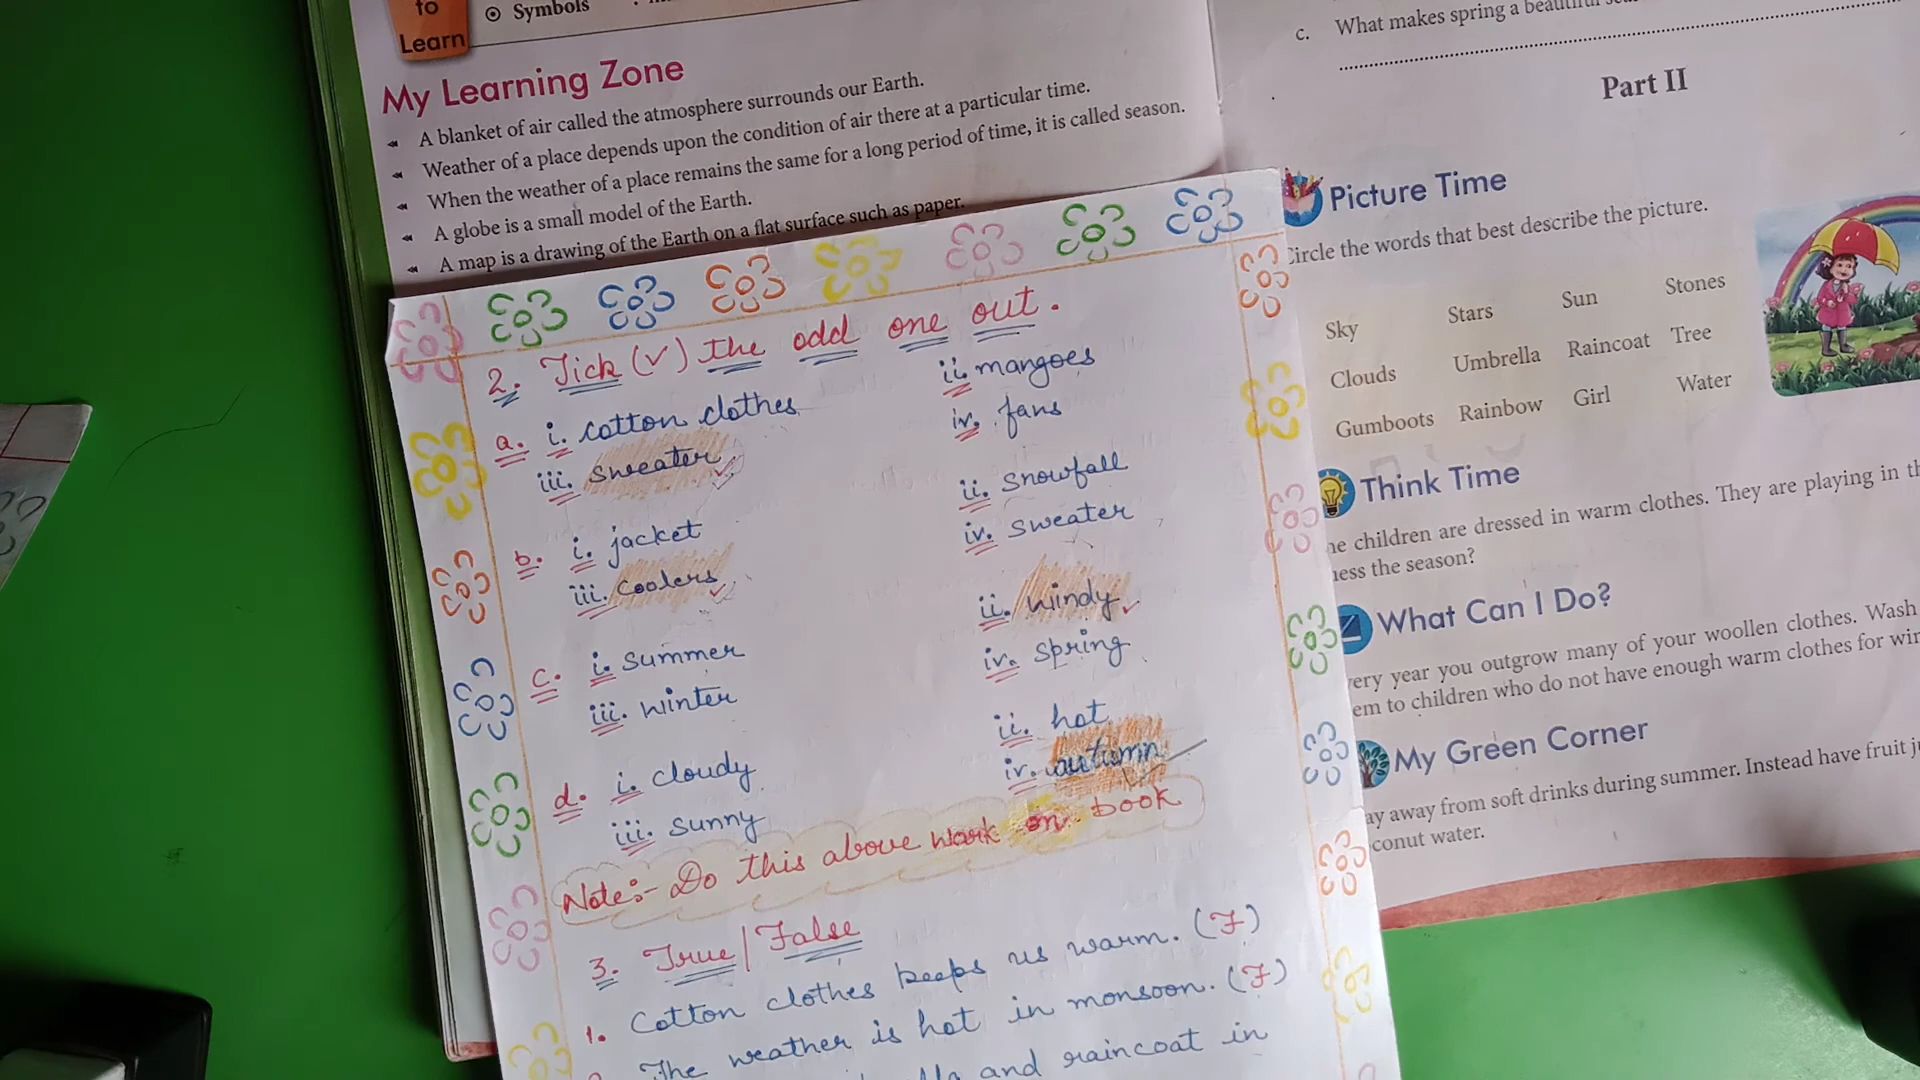 to
Learn
Symbols
My Learning Zone
A blanket of air called the atmosphere surrounds our Earth.
Weather of a place depends upon the condition of air there at a particular time.
When the weather of a place remains the same for a long period of time, it is called season.
A globe is a small model of the Earth.
A map is a drawing of the Earth on a flat surface such as paper.
2. Tick (✓) the odd one out.
a. i. cotton clothes ii. mangoes
iii. sweater ✓ iv. fans
b. i. jacket ii. snowfall
iii. coolers ✓ iv. sweater
c. i. summer ii. windy ✓
iii. winter iv. spring
d. i. cloudy ii. hot
iii. sunny iv. autumn ✓
Note:- Do this above work on book
3. True/False
1. Cotton clothes keeps us warm. (F)
The weather is hot in monsoon. (F)
and raincoat in
c. What makes spring a beautiful
Part II
Picture Time
Circle the words that best describe the picture.
Sky Stars Sun Stones
Clouds Umbrella Raincoat Tree
Gumboots Rainbow Girl Water
Think Time
children are dressed in warm clothes. They are playing in
the season?
What Can I Do?
year you outgrow many of your woollen clothes. Wash
to children who do not have enough warm clothes for
My Green Corner
away from soft drinks during summer. Instead have fruit
water.